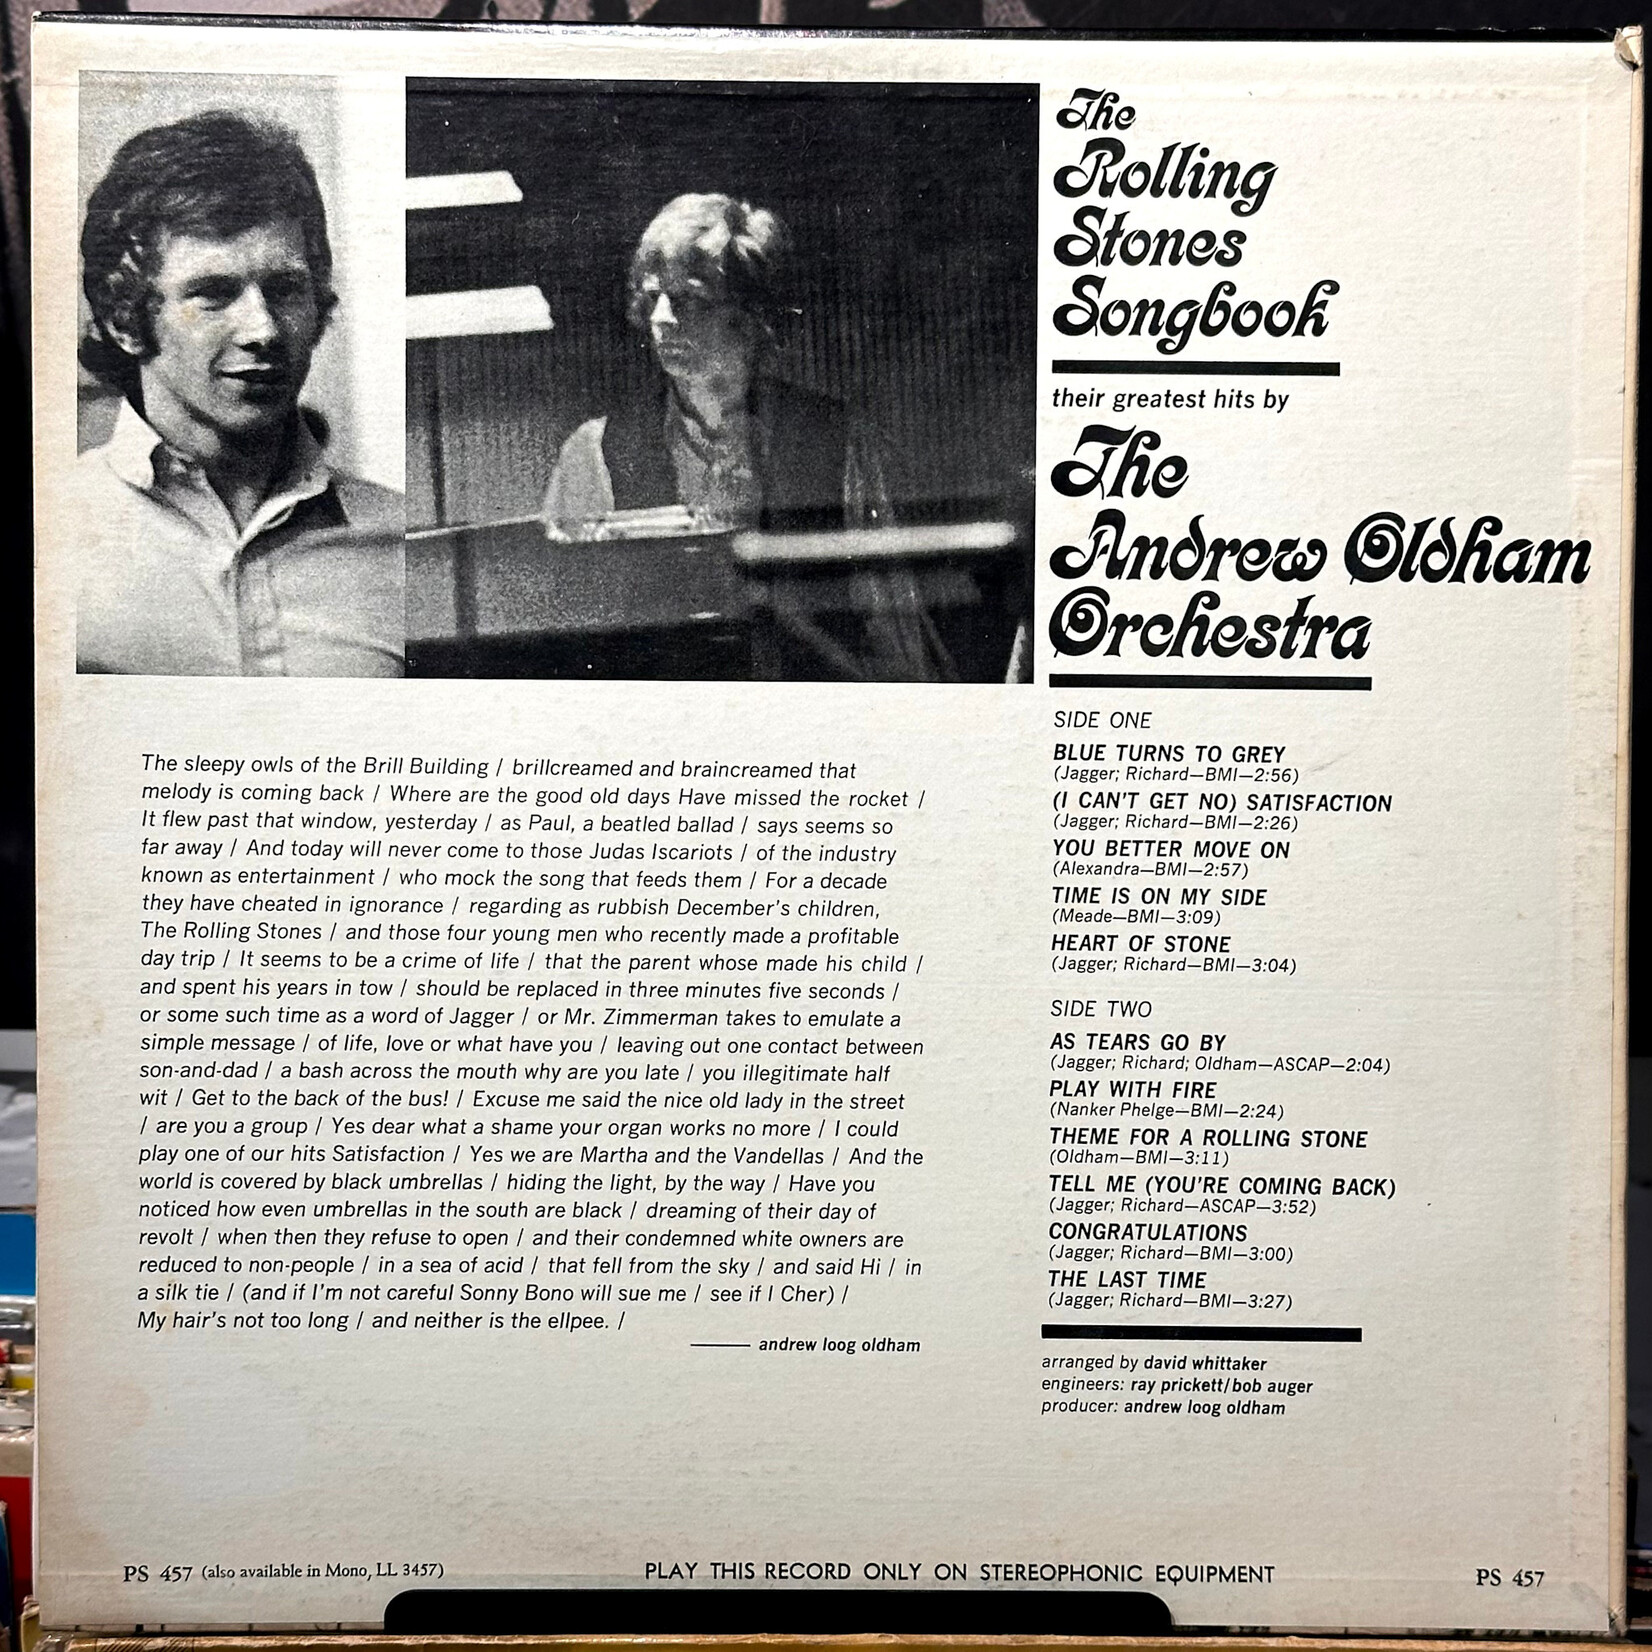 The
Rolling
Stones
Songbook
their greatest hits by
The
Andrew Oldham
Orchestra
SIDE ONE
BLUE TURNS TO GREY
(Jagger; Richard—BMI—2:56)
(I CAN'T GET NO) SATISFACTION
(Jagger; Richard—BMI—2:26)
YOU BETTER MOVE ON
(Alexandra—BMI—2:57)
TIME IS ON MY SIDE
(Meade—BMI—3:09)
HEART OF STONE
(Jagger; Richard—BMI—3:04)
SIDE TWO
AS TEARS GO BY
(Jagger; Richard; Oldham—ASCAP—2:04)
PLAY WITH FIRE
(Nanker Phelge—BMI—2:24)
THEME FOR A ROLLING STONE
(Oldham—BMI—3:11)
TELL ME (YOU'RE COMING BACK)
(Jagger; Richard—ASCAP—3:52)
CONGRATULATIONS
(Jagger; Richard—BMI—3:00)
THE LAST TIME
(Jagger; Richard—BMI—3:27)
arranged by david whittaker
engineers: ray prickett/bob auger
producer: andrew loog oldham
The sleepy owls of the Brill Building / brillcreamed and braincreamed that
melody is coming back / Where are the good old days Have missed the rocket /
It flew past that window, yesterday / as Paul, a beatled ballad / says seems so
far away / And today will never come to those Judas Iscariots / of the industry
known as entertainment / who mock the song that feeds them / For a decade
they have cheated in ignorance / regarding as rubbish December's children,
The Rolling Stones / and those four young men who recently made a profitable
day trip / It seems to be a crime of life / that the parent whose made his child /
and spent his years in tow / should be replaced in three minutes five seconds /
or some such time as a word of Jagger / or Mr. Zimmerman takes to emulate a
simple message / of life, love or what have you / leaving out one contact between
son-and-dad / a bash across the mouth why are you late / you illegitimate half
wit / Get to the back of the bus! / Excuse me said the nice old lady in the street
/ are you a group / Yes dear what a shame your organ works no more / I could
play one of our hits Satisfaction / Yes we are Martha and the Vandellas / And the
world is covered by black umbrellas / hiding the light, by the way / Have you
noticed how even umbrellas in the south are black / dreaming of their day of
revolt / when then they refuse to open / and their condemned white owners are
reduced to non-people / in a sea of acid / that fell from the sky / and said Hi / in
a silk tie / (and if I'm not careful Sonny Bono will sue me / see if I Cher) /
My hair's not too long / and neither is the ellpee. /
—— andrew loog oldham
PS 457 (also available in Mono, LL 3457)
PLAY THIS RECORD ONLY ON STEREOPHONIC EQUIPMENT
PS 457